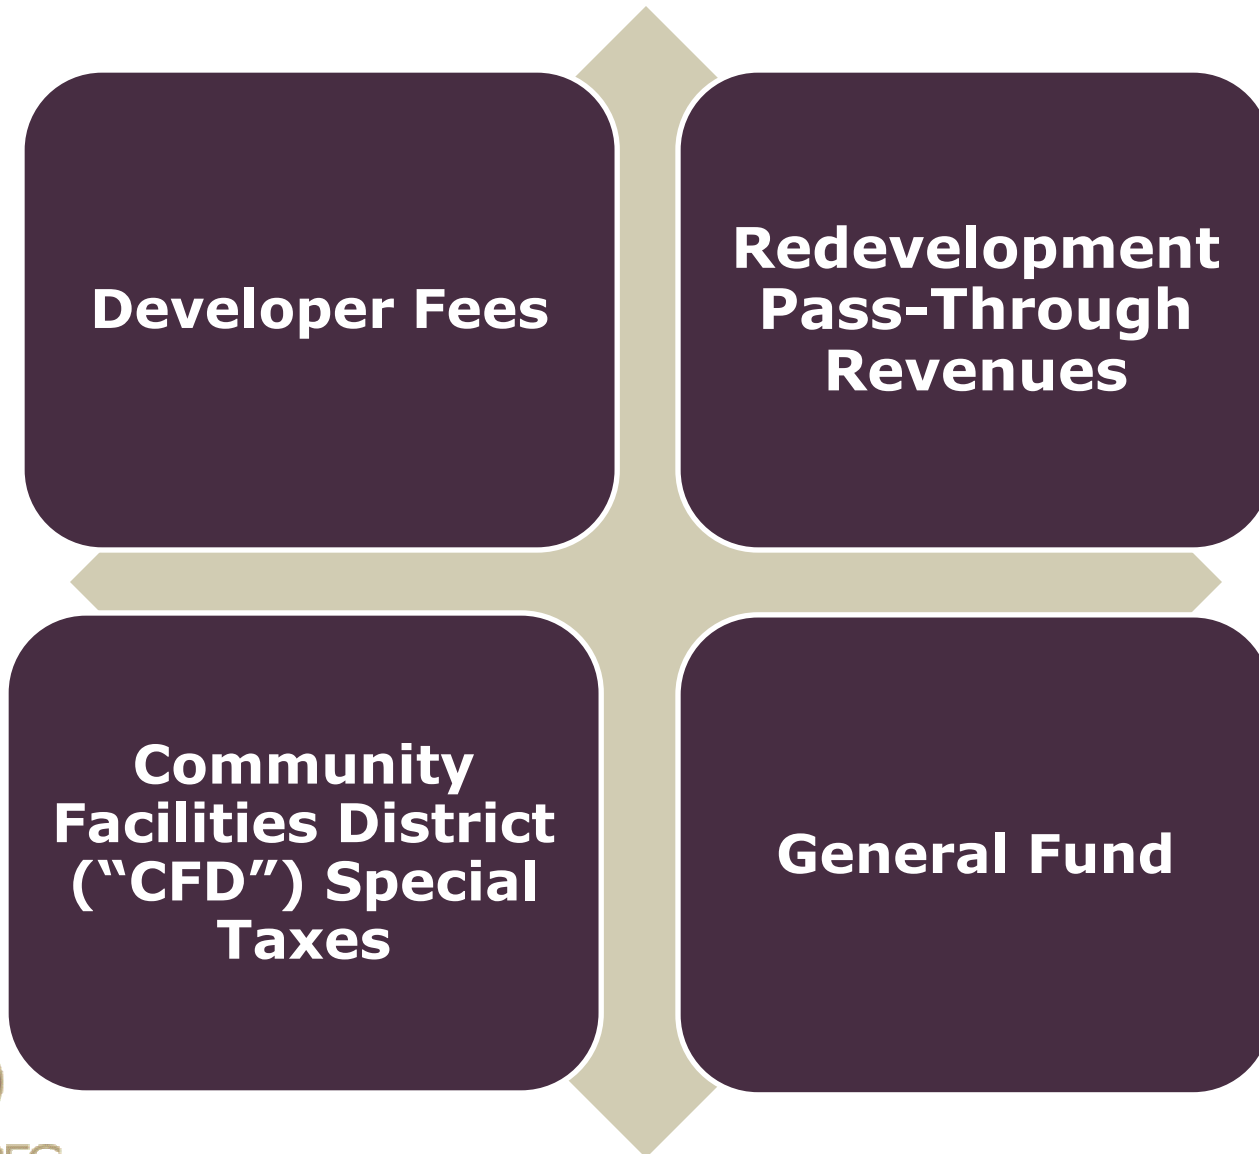 Developer Fees
Redevelopment
Pass-Through
Revenues
Community
Facilities District
(“CFD”) Special
Taxes
General Fund